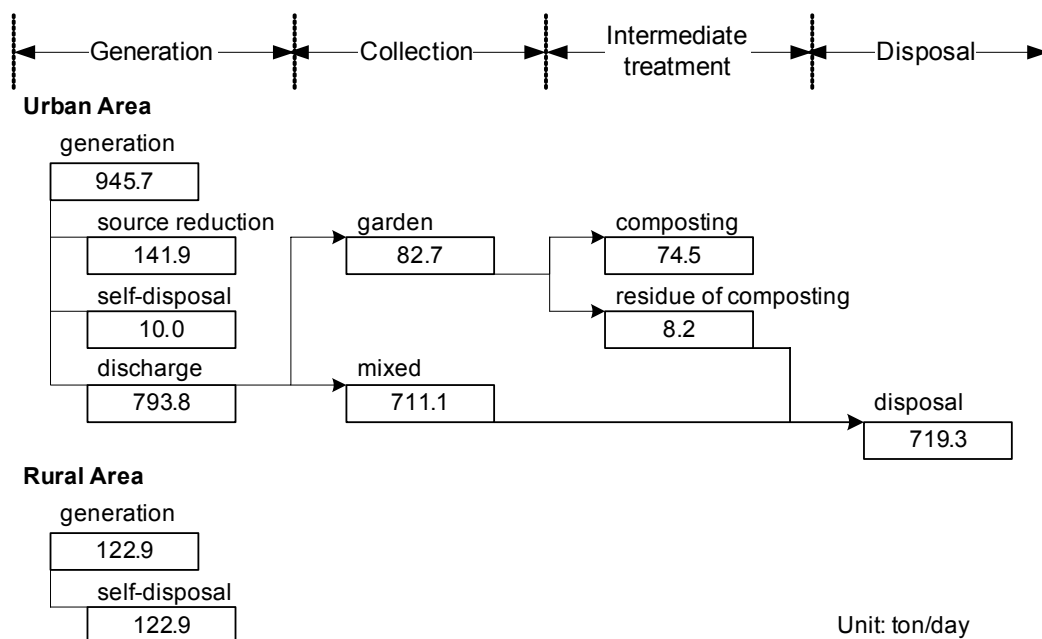 Generation
Collection
Intermediate
treatment
Disposal
Urban Area
generation
945.7
source reduction
garden
composting
141.9
82.7
74.5
self-disposal
residue of composting
10.0
8.2
discharge
mixed
793.8
711.1
disposal
719.3
Rural Area
generation
122.9
self-disposal
122.9
Unit: ton/day